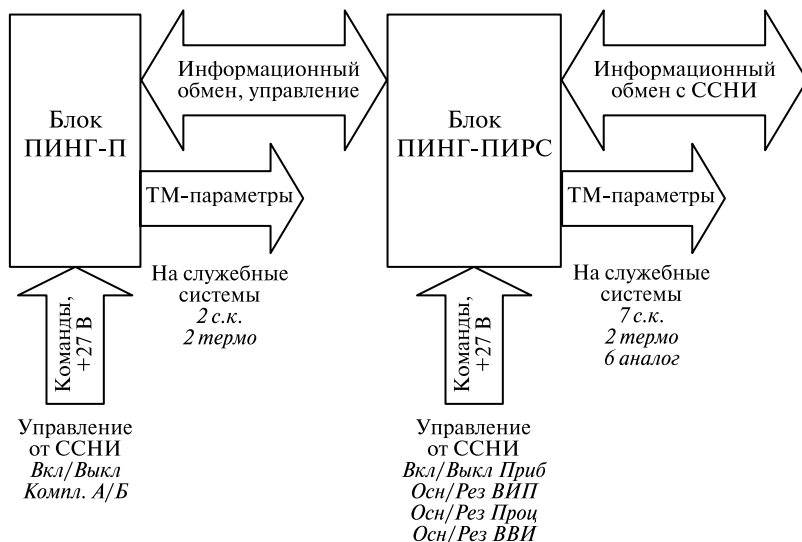 Блок
ПИНГ-П
Информационный
обмен, управление
Блок
ПИНГ-ПИРС
Информационный
обмен с ССНИ
ТМ-параметры
ТМ-параметры
На служебные
системы
2 с.к.
2 термо
На служебные
системы
7 с.к.
2 термо
6 аналог
Команды,
+27 В
Команды,
+27 В
Управление
от ССНИ
Вкл/Выкл
Компл. А/Б
Управление
от ССНИ
Вкл/Выкл Приб
Осн/Рез ВИП
Осн/Рез Проц
Осн/Рез ВВИ